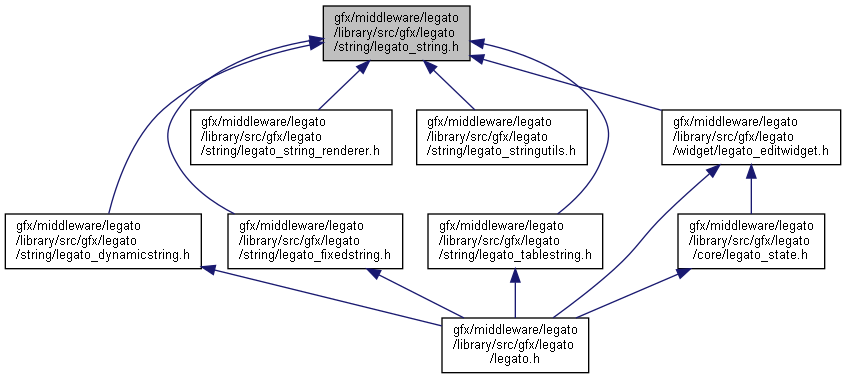 gfx/middleware/legato
/library/src/gfx/legato
/string/legato_string.h
gfx/middleware/legato
/library/src/gfx/legato
/string/legato_string_renderer.h
gfx/middleware/legato
/library/src/gfx/legato
/string/legato_stringutils.h
gfx/middleware/legato
/library/src/gfx/legato
/widget/legato_editwidget.h
gfx/middleware/legato
/library/src/gfx/legato
/string/legato_dynamicstring.h
gfx/middleware/legato
/library/src/gfx/legato
/string/legato_fixedstring.h
gfx/middleware/legato
/library/src/gfx/legato
/string/legato_tablestring.h
gfx/middleware/legato
/library/src/gfx/legato
/core/legato_state.h
gfx/middleware/legato
/library/src/gfx/legato
/legato.h